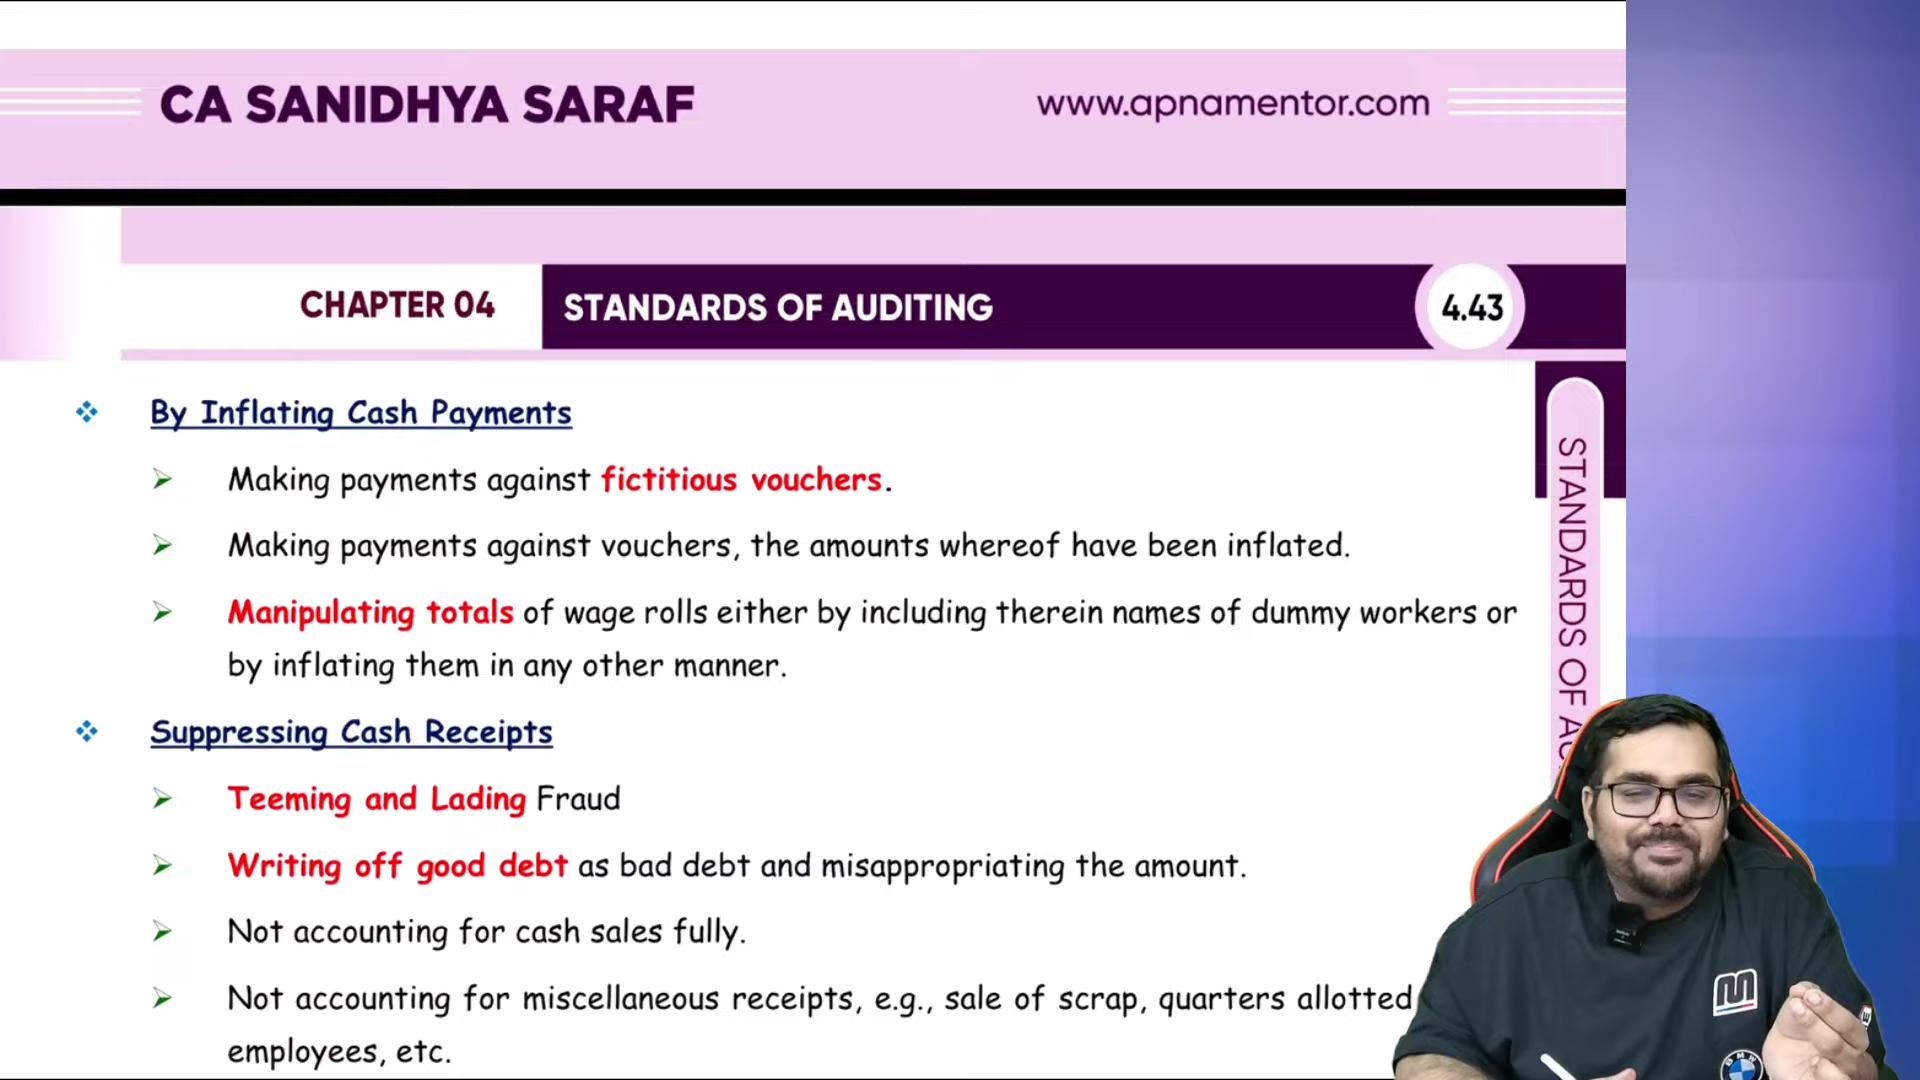 CA SANIDHYA SARAF
www.apnamentor.com
CHAPTER 04
STANDARDS OF AUDITING
4.43
By Inflating Cash Payments
Making payments against fictitious vouchers.
Making payments against vouchers, the amounts whereof have been inflated.
Manipulating totals of wage rolls either by including therein names of dummy workers or
by inflating them in any other manner.
Suppressing Cash Receipts
Teeming and Lading Fraud
Writing off good debt as bad debt and misappropriating the amount.
Not accounting for cash sales fully.
Not accounting for miscellaneous receipts, e.g., sale of scrap, quarters allotted
employees, etc.
STANDARDS OF
BMW